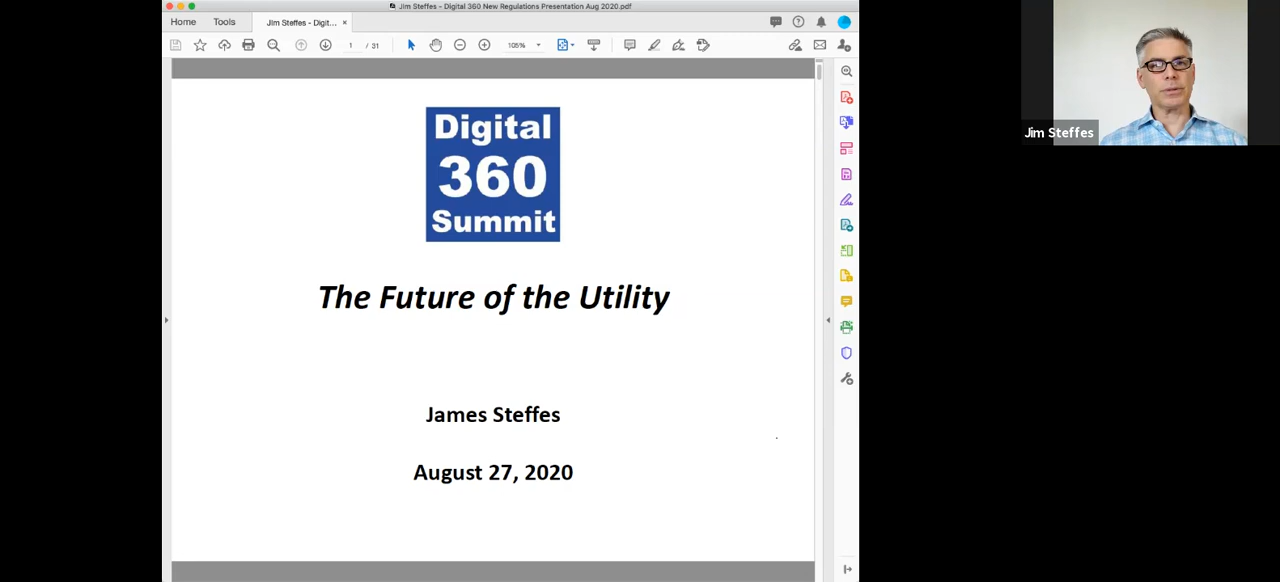 Jim Steffes - Digital 360 New Regulations Presentation Aug 2020.pdf
Home
Tools
Jim Steffes - Digit...
1 / 31
105%
Digital
360
Summit
The Future of the Utility
James Steffes
August 27, 2020
Jim Steffes